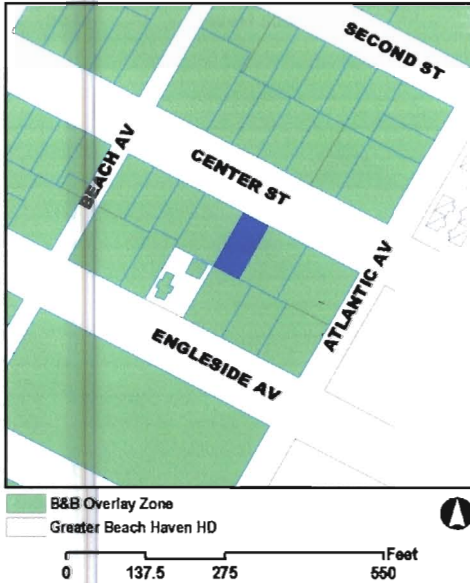 SECOND ST
CENTER ST
BEACH AV
ATLANTIC AV
ENGLESIDE AV
B&B Overlay Zone
Greater Beach Haven HD
Feet
0 137.5 275 550